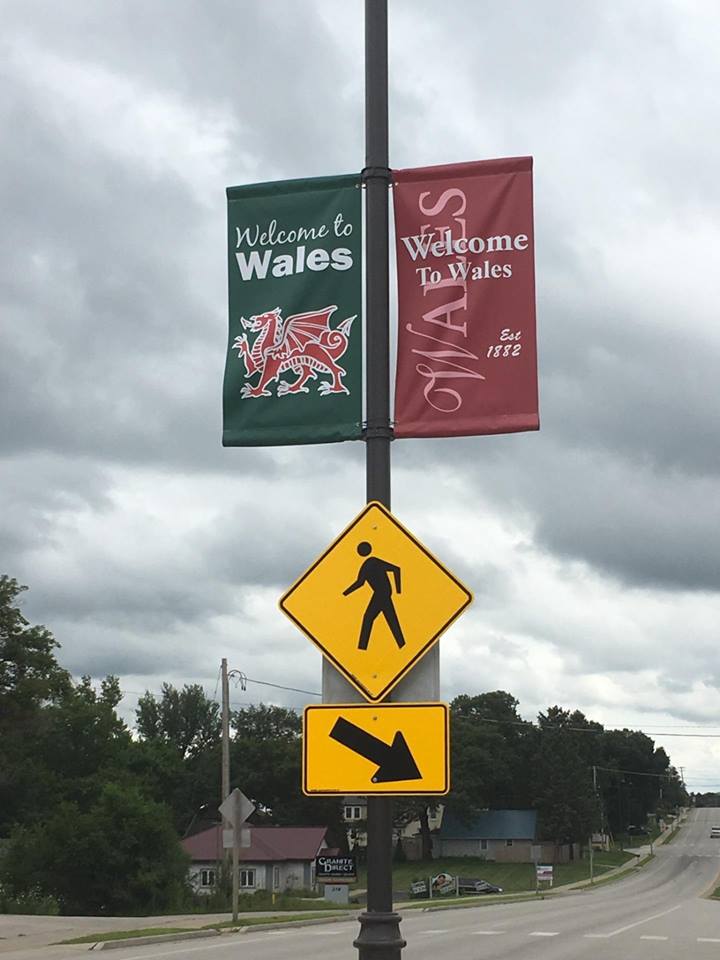 Welcome to
Wales
WALES
Welcome
To Wales
Est
1882
GRANITE
DIRECT